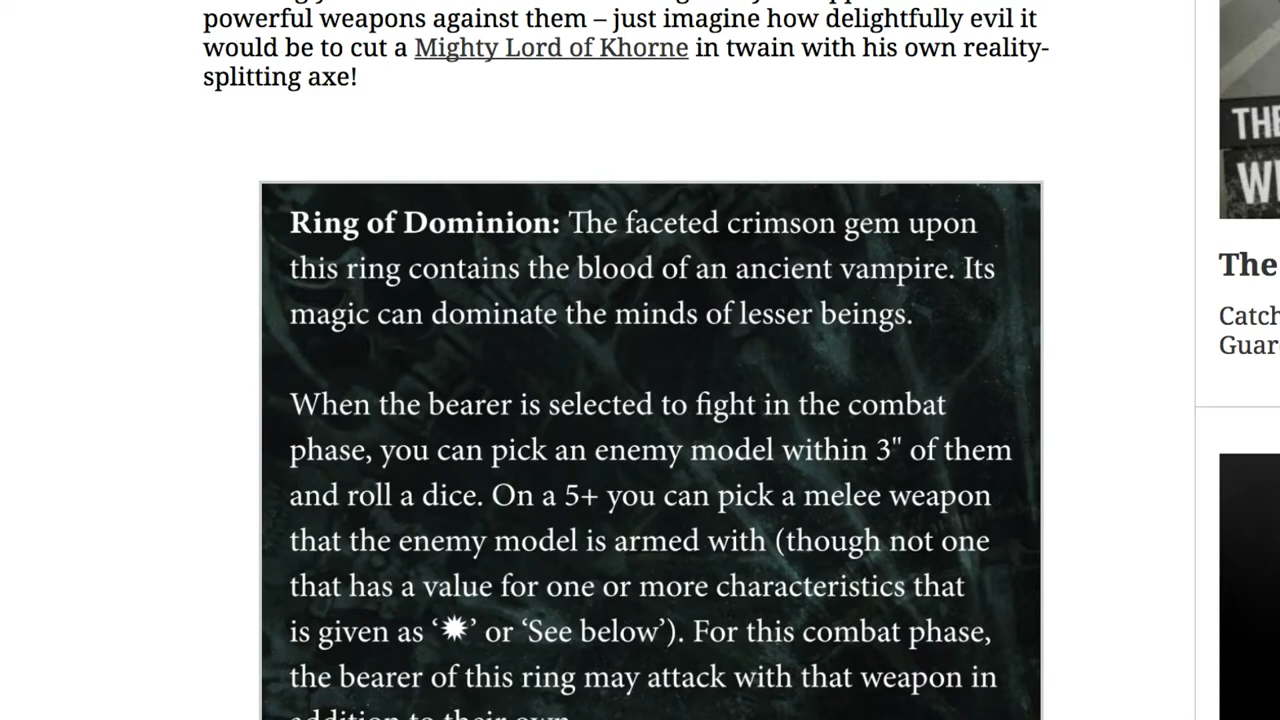 powerful weapons against them – just imagine how delightfully evil it
would be to cut a Mighty Lord of Khorne in twain with his own reality-
splitting axe!
Ring of Dominion: The faceted crimson gem upon
this ring contains the blood of an ancient vampire. Its
magic can dominate the minds of lesser beings.
When the bearer is selected to fight in the combat
phase, you can pick an enemy model within 3" of them
and roll a dice. On a 5+ you can pick a melee weapon
that the enemy model is armed with (though not one
that has a value for one or more characteristics that
is given as ‘✹’ or ‘See below’). For this combat phase,
the bearer of this ring may attack with that weapon in
addition to their own
THE
The
Catch
Guar